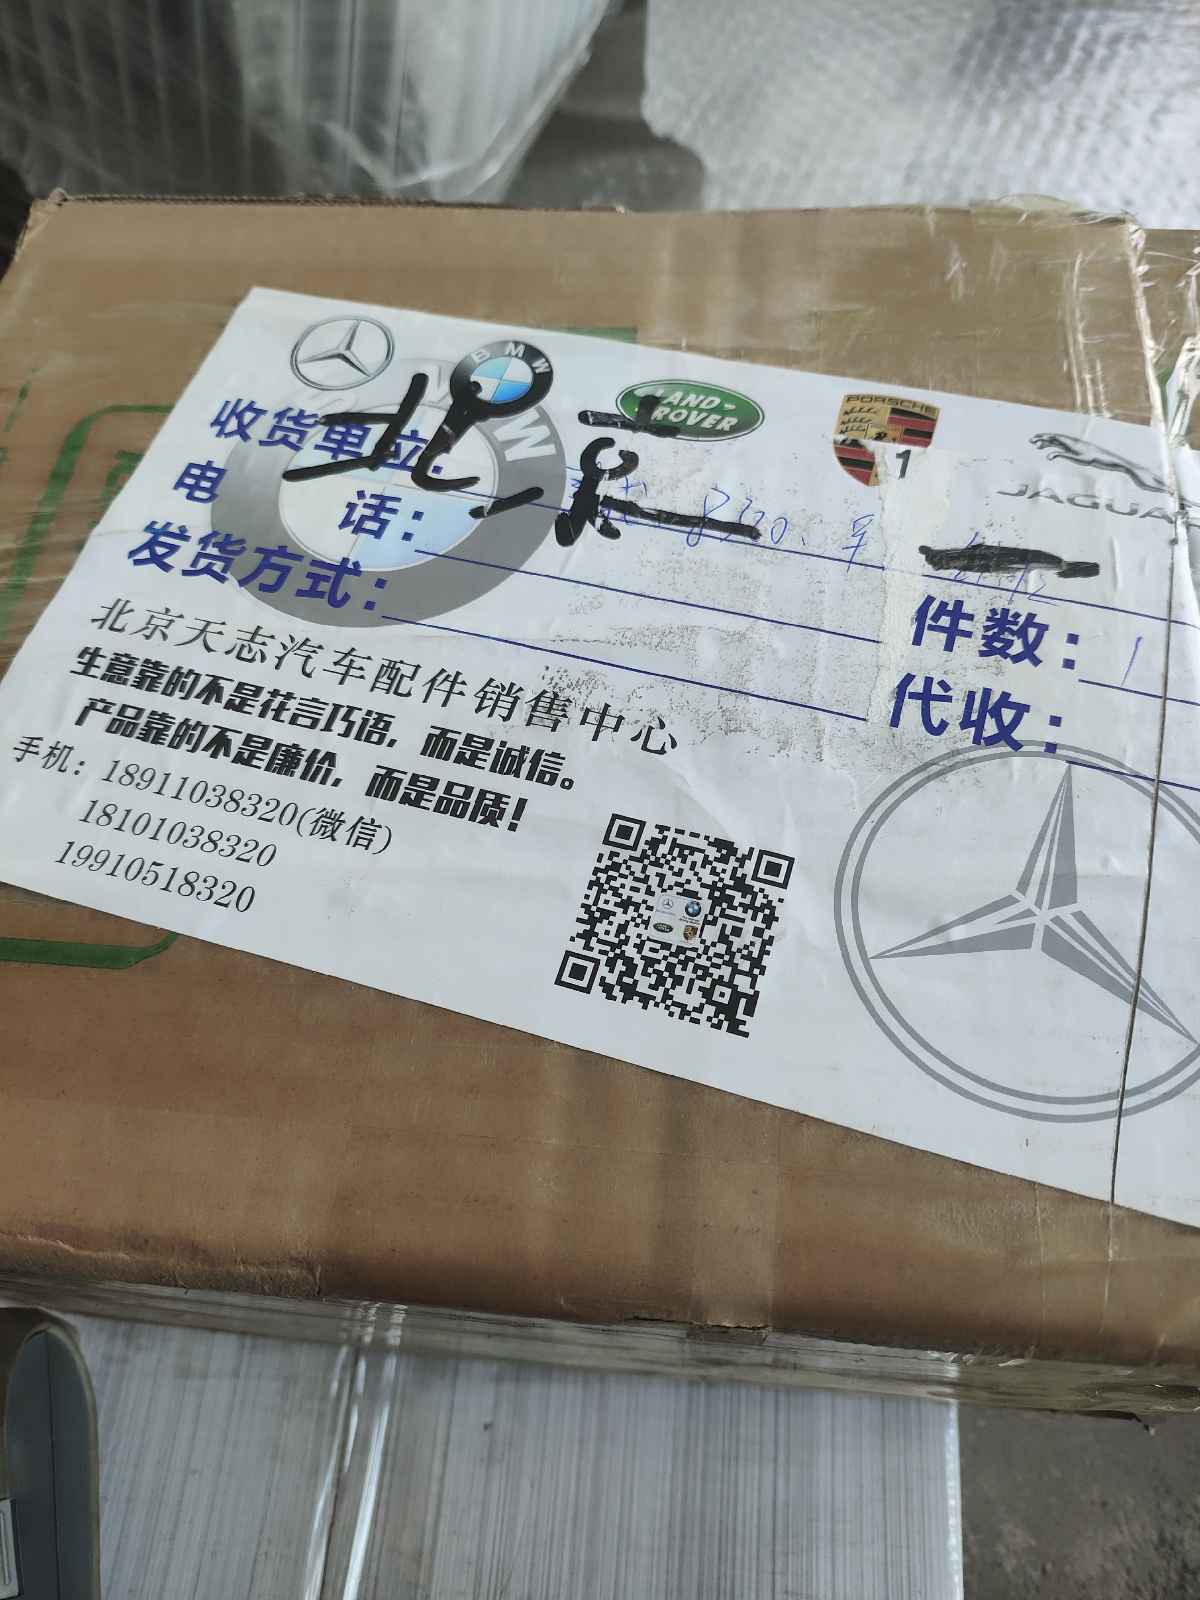 BMW
LAND-
ROVER
PORSCHE
JAGUA
北京
1
收货单位:
8320、
电话:
发货方式:
件数: 1
代收:
北京天志汽车配件销售中心
生意靠的不是花言巧语,而是诚信。
产品靠的不是廉价,而是品质!
手机: 18911038320(微信)
18101038320
19910518320